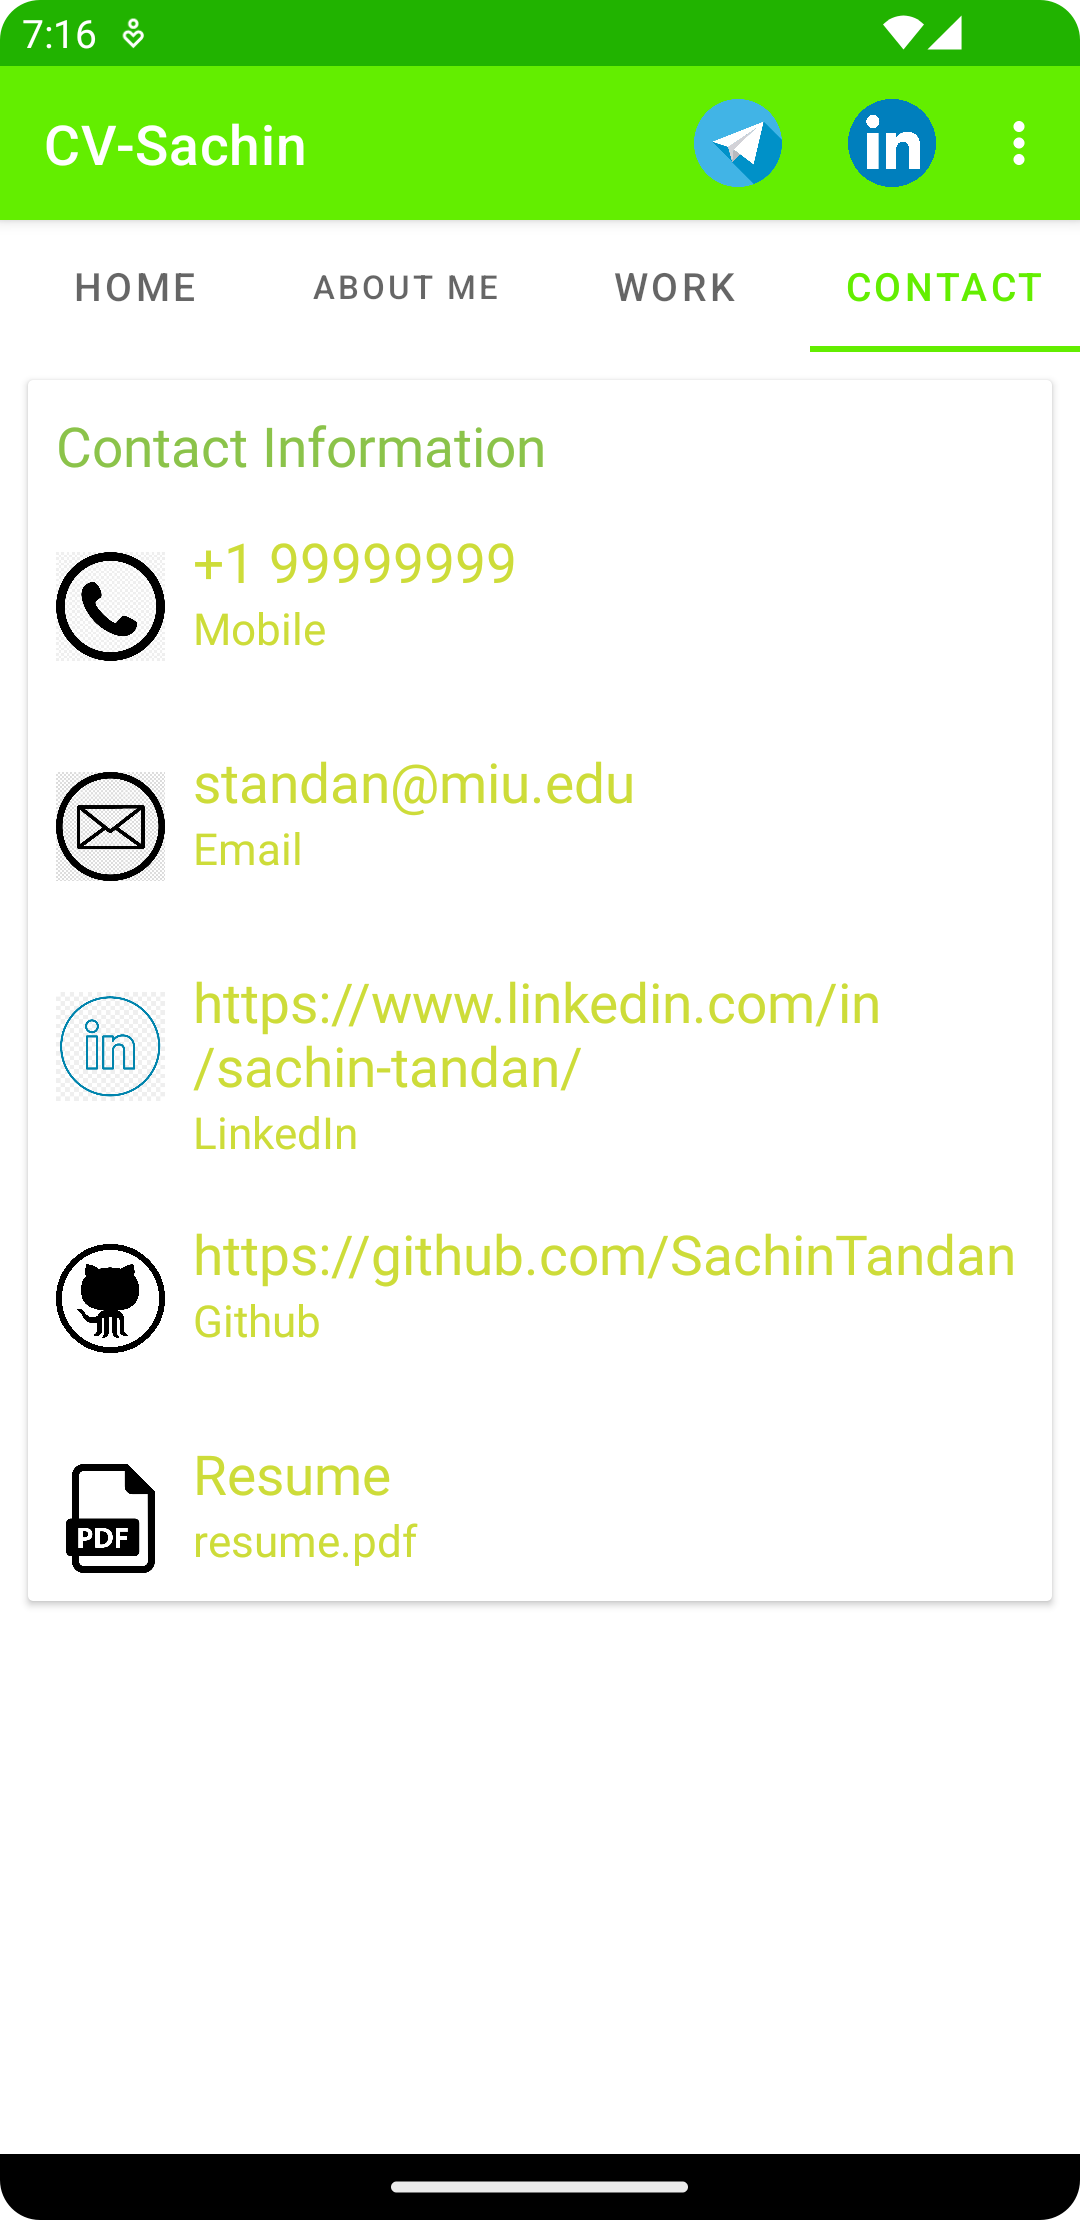 7:16
CV-Sachin
in
HOME
ABOUT ME
WORK
CONTACT
Contact Information
+1 99999999
Mobile
standan@miu.edu
Email
in
https://www.linkedin.com/in
/sachin-tandan/
LinkedIn
https://github.com/SachinTandan
Github
PDF
Resume
resume.pdf